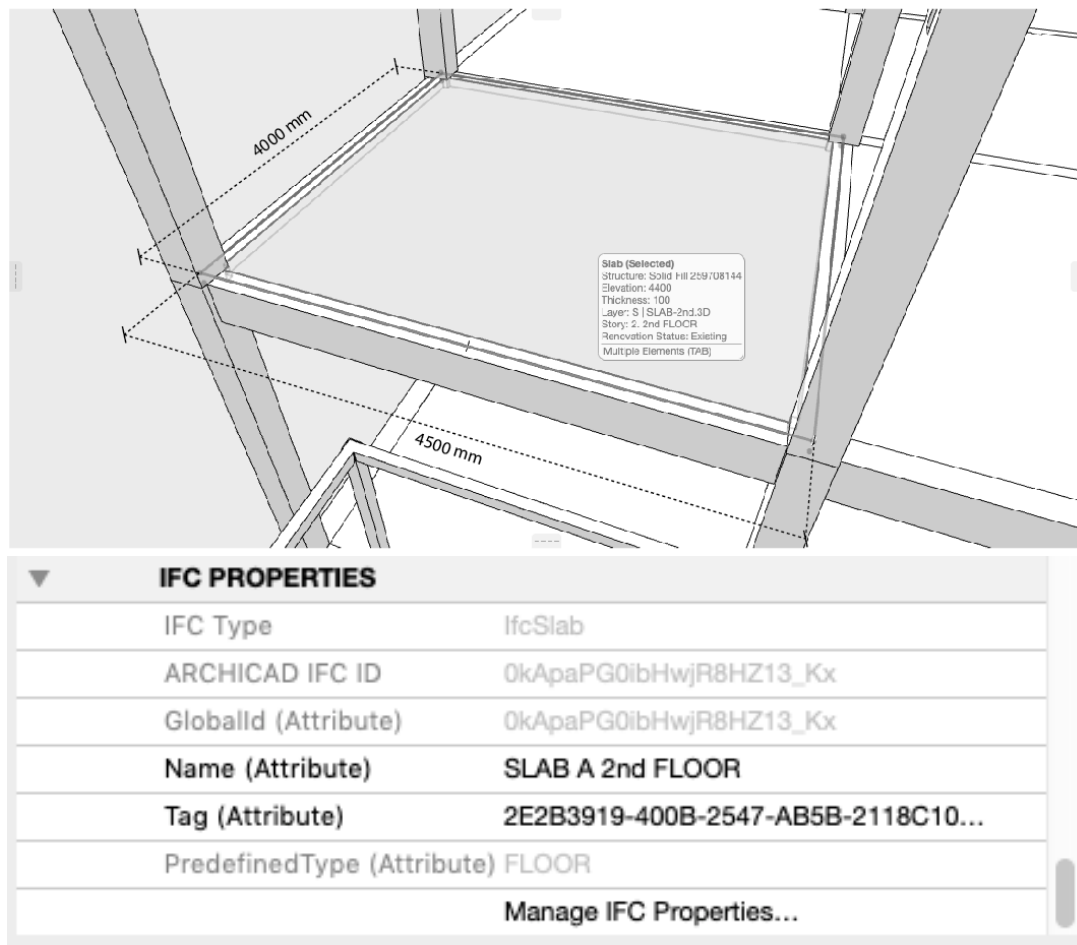 4000 mm
Slab (Selected)
Structure: Solid Fill 259708144
Elevation: 4400
Thickness: 100
Layer: S | SLAB-2nd.3D
Story: 2. 2nd FLOOR
Renovation Status: Existing
Multiple Elements (TAB)
4500 mm
IFC PROPERTIES
IFC Type IfcSlab
ARCHICAD IFC ID 0kApaPG0ibHwjR8HZ13_Kx
GlobalId (Attribute) 0kApaPG0ibHwjR8HZ13_Kx
Name (Attribute) SLAB A 2nd FLOOR
Tag (Attribute) 2E2B3919-400B-2547-AB5B-2118C10...
PredefinedType (Attribute) FLOOR
Manage IFC Properties...